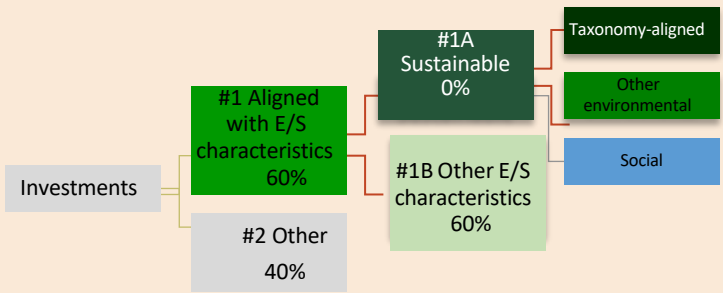 Investments
#1 Aligned
with E/S
characteristics
60%
#2 Other
40%
#1A
Sustainable
0%
#1B Other E/S
characteristics
60%
Taxonomy-aligned
Other
environmental
Social